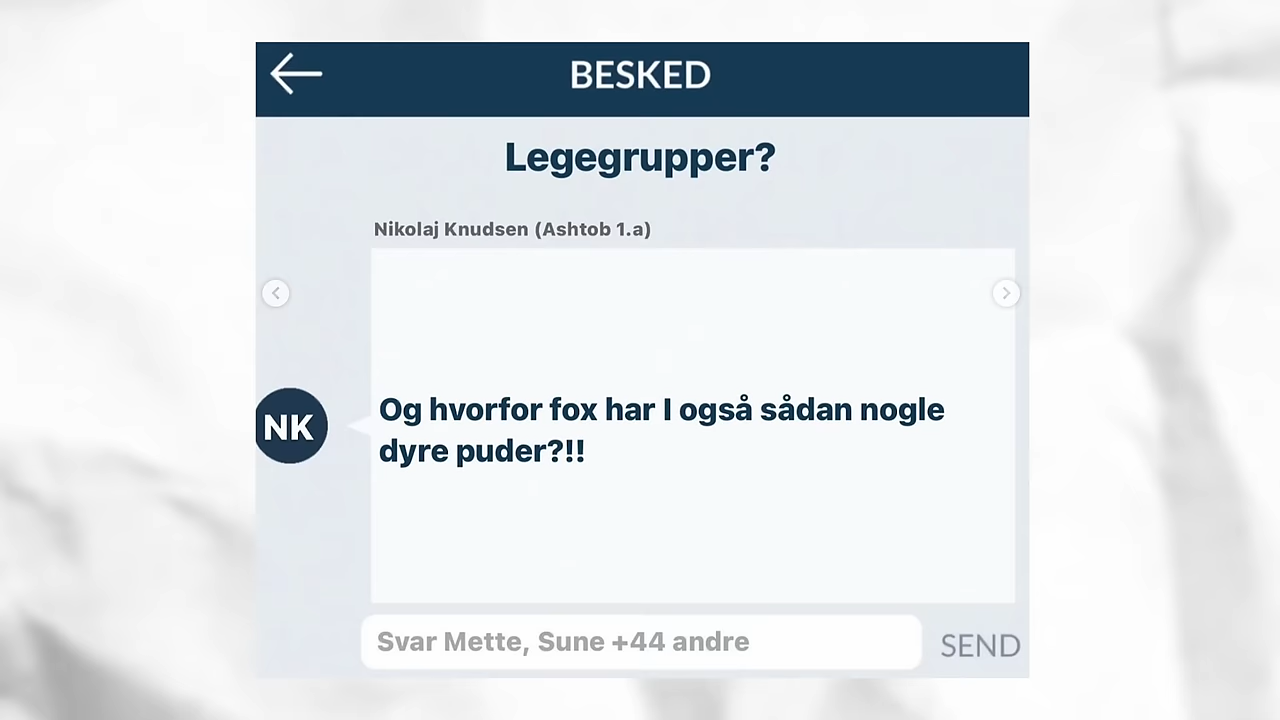 BESKED
Legegrupper?
Nikolaj Knudsen (Ashtob 1.a)
NK
Og hvorfor fox har I også sådan nogle
dyre puder?!!
Svar Mette, Sune +44 andre
SEND